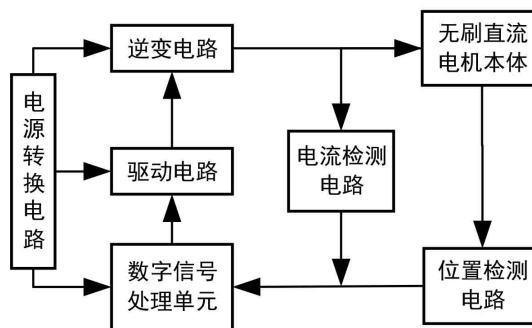 逆变电路
无刷直流
电机本体
电源转换电路
驱动电路
电流检测
电路
数字信号
处理单元
位置检测
电路